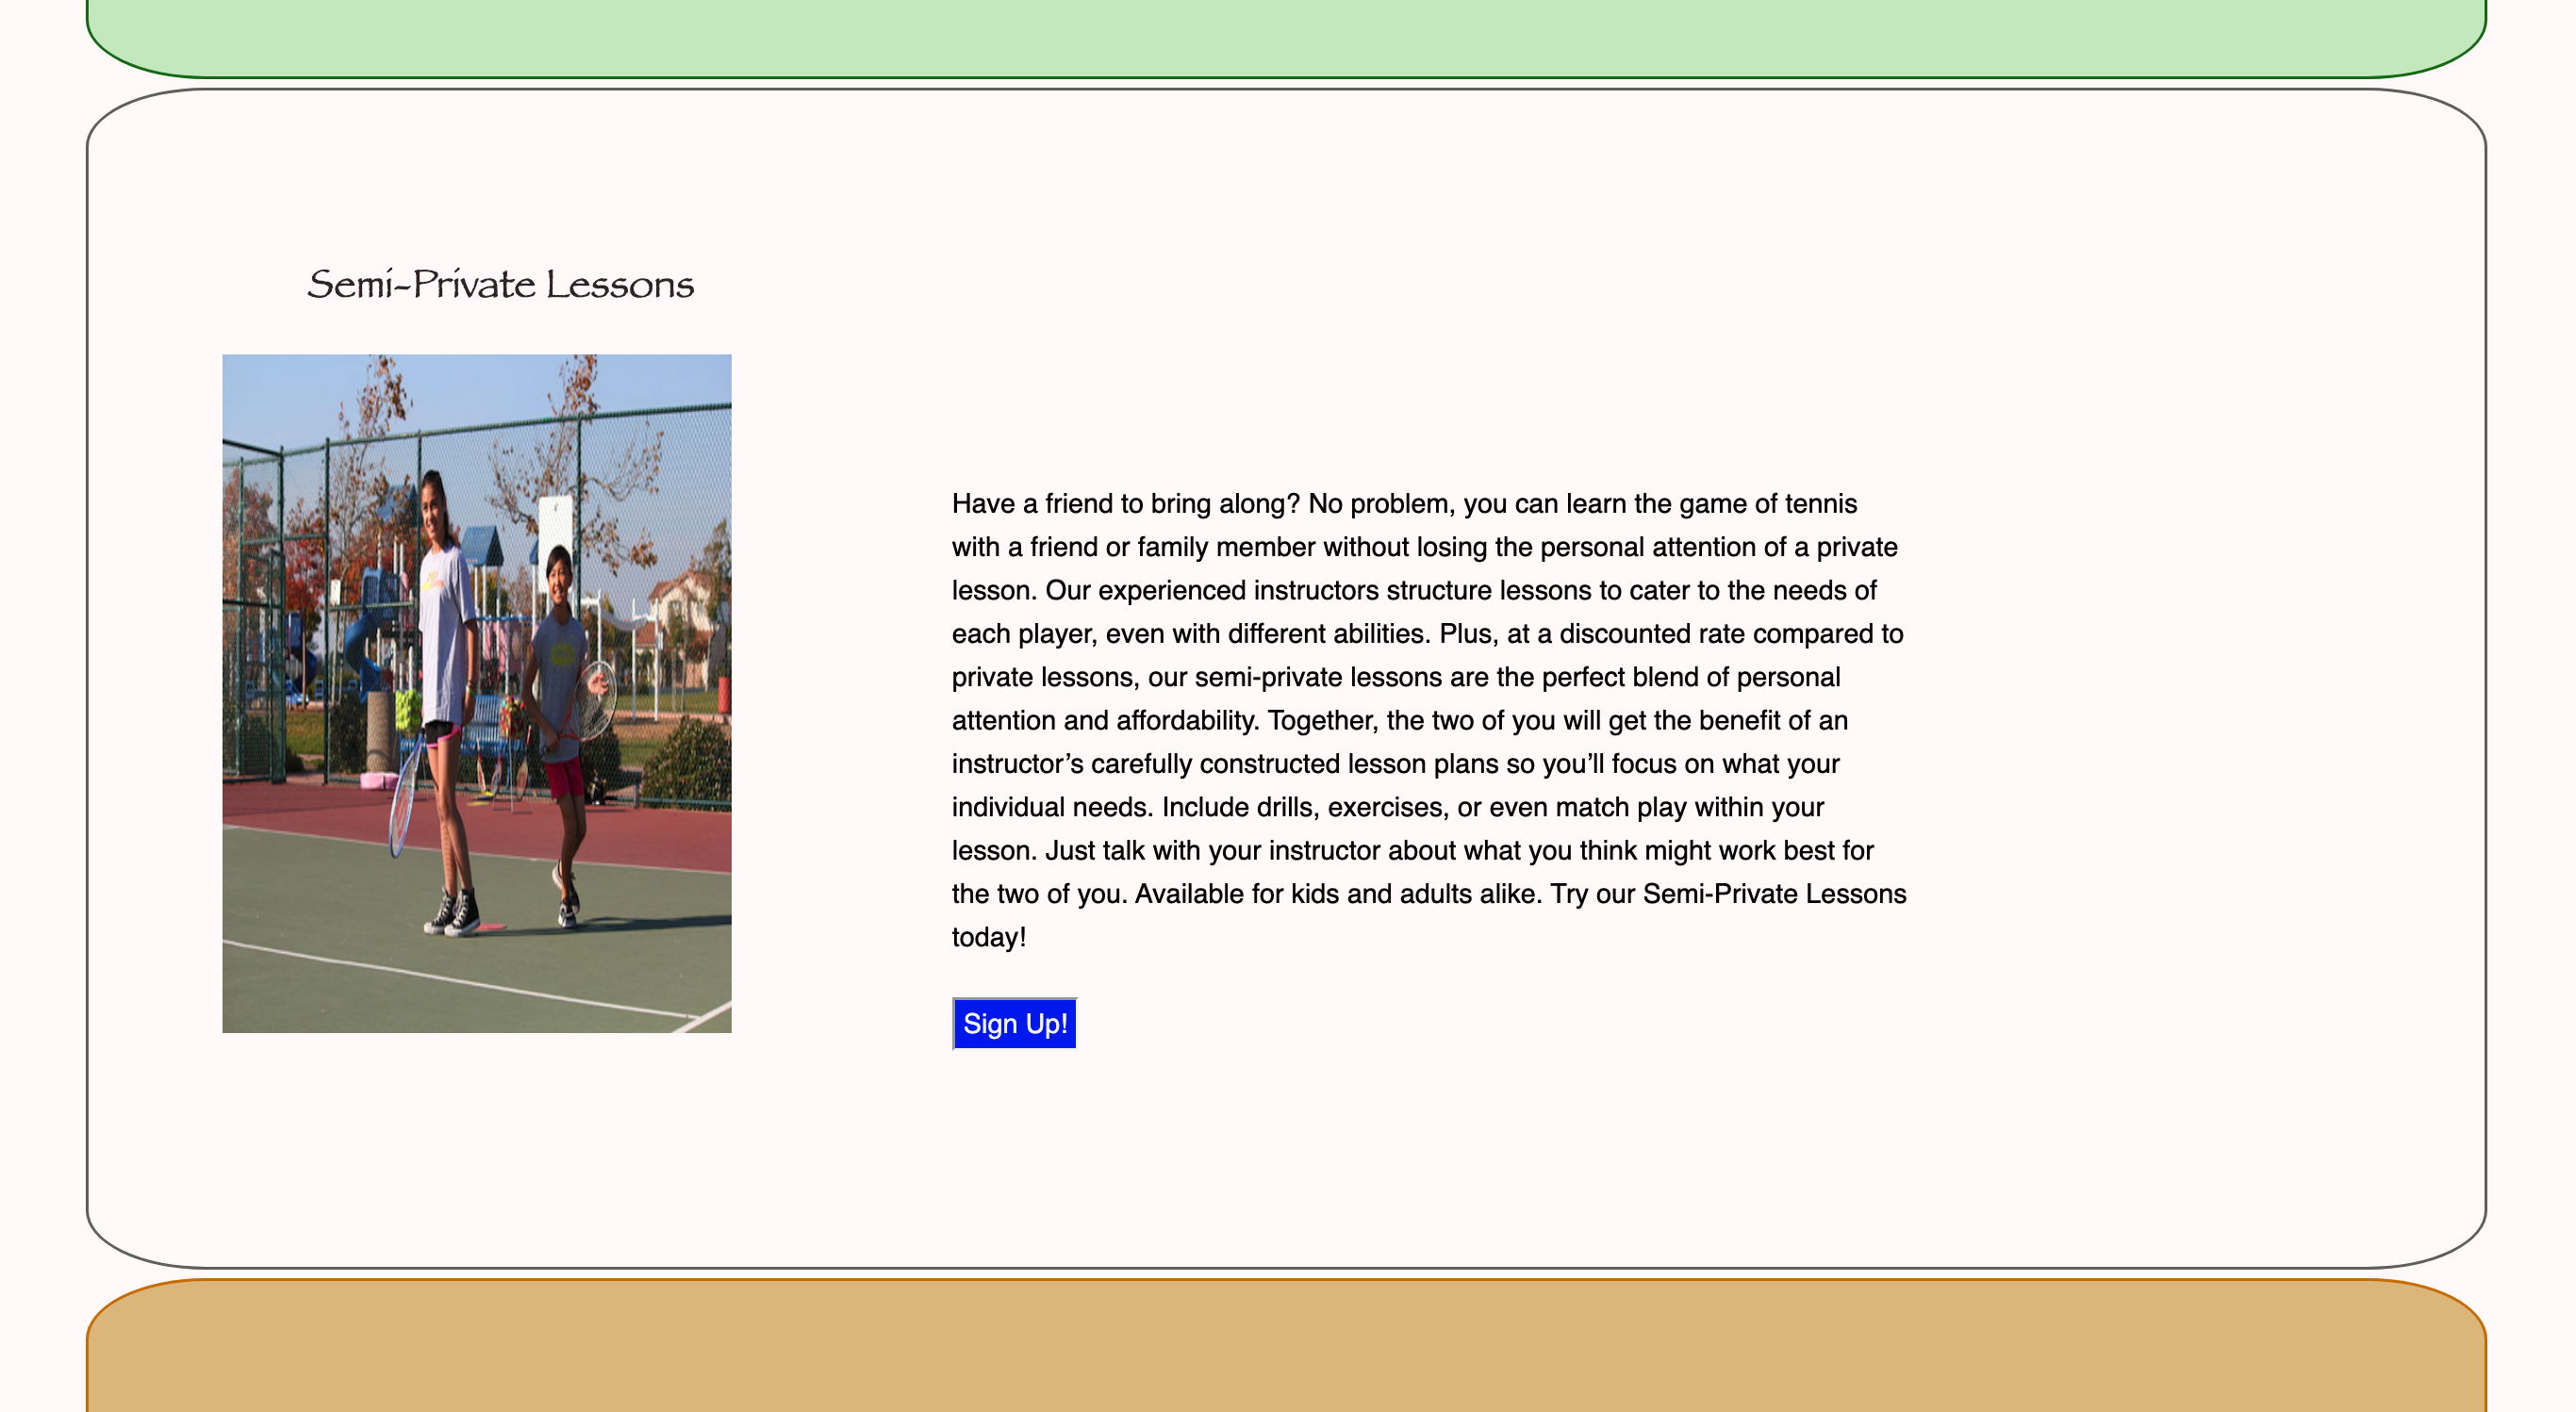 Semi-Private Lessons
Have a friend to bring along? No problem, you can learn the game of tennis
with a friend or family member without losing the personal attention of a private
lesson. Our experienced instructors structure lessons to cater to the needs of
each player, even with different abilities. Plus, at a discounted rate compared to
private lessons, our semi-private lessons are the perfect blend of personal
attention and affordability. Together, the two of you will get the benefit of an
instructor’s carefully constructed lesson plans so you’ll focus on what your
individual needs. Include drills, exercises, or even match play within your
lesson. Just talk with your instructor about what you think might work best for
the two of you. Available for kids and adults alike. Try our Semi-Private Lessons
today!
Sign Up!